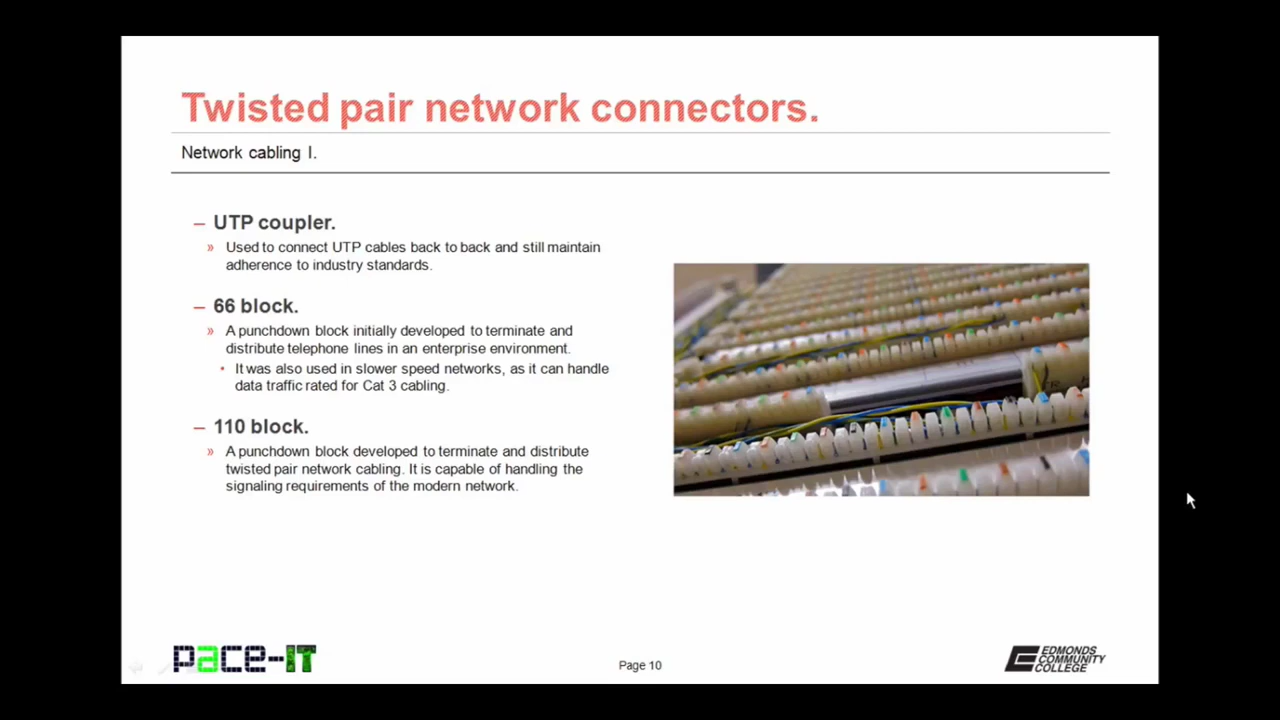 Twisted pair network connectors.
Network cabling I.
– UTP coupler.
» Used to connect UTP cables back to back and still maintain
adherence to industry standards.
– 66 block.
» A punchdown block initially developed to terminate and
distribute telephone lines in an enterprise environment.
• It was also used in slower speed networks, as it can handle
data traffic rated for Cat 3 cabling.
– 110 block.
» A punchdown block developed to terminate and distribute
twisted pair network cabling. It is capable of handling the
signaling requirements of the modern network.
pace-IT
Page 10
EDMONDS
COMMUNITY
COLLEGE